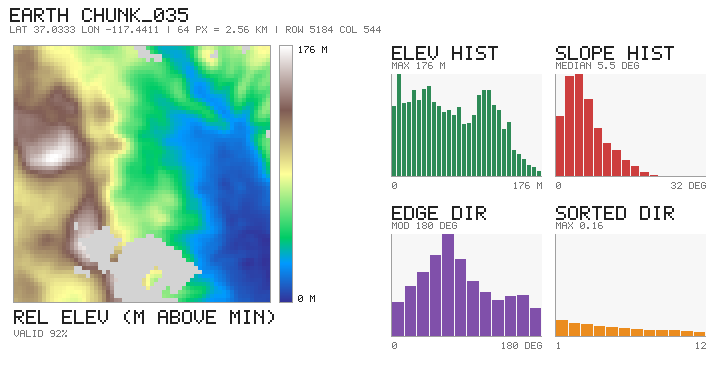 EARTH CHUNK_035
LAT 37.0333 LON -117.4411 | 64 PX = 2.56 KM | ROW 5184 COL 544
176 M
0 M
REL ELEV (M ABOVE MIN)
VALID 92%
ELEV HIST
MAX 176 M
0 176 M
SLOPE HIST
MEDIAN 5.5 DEG
0 32 DEG
EDGE DIR
MOD 180 DEG
0 180 DEG
SORTED DIR
MAX 0.16
1 12